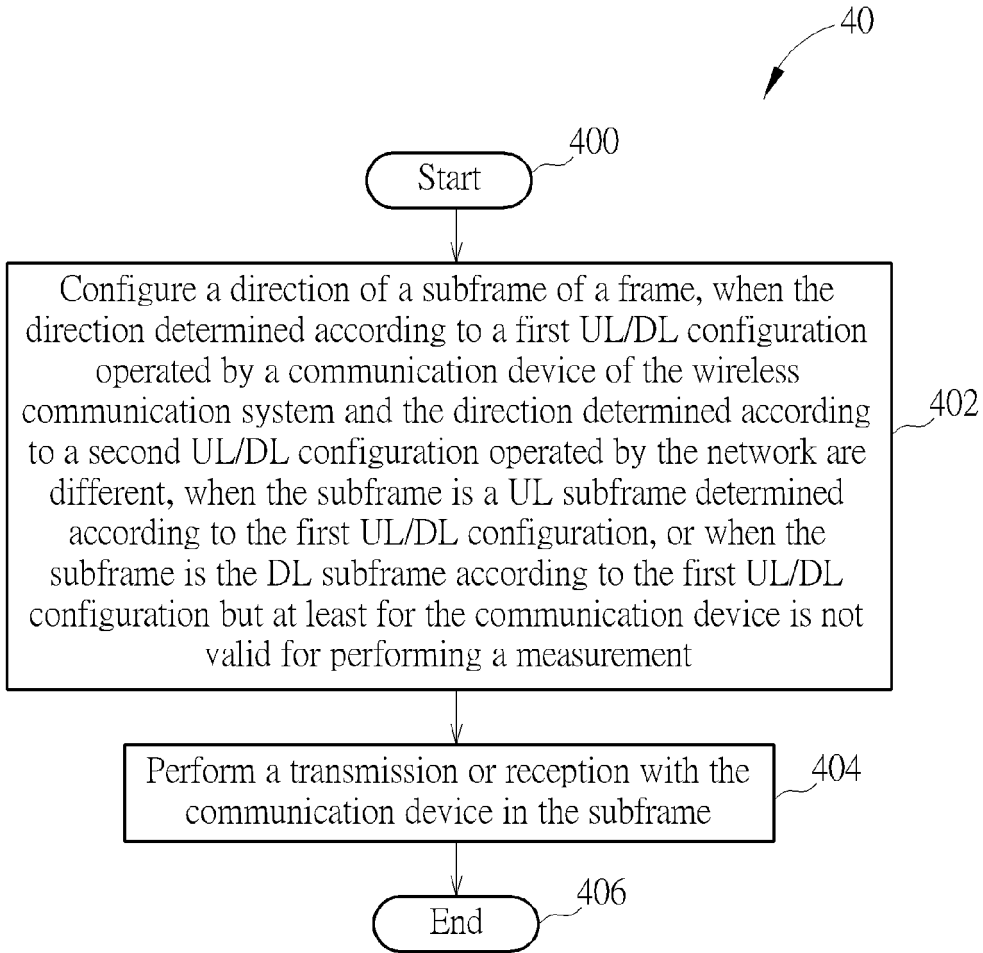 40
400
Start
Configure a direction of a subframe of a frame, when the
direction determined according to a first UL/DL configuration
operated by a communication device of the wireless
communication system and the direction determined according
to a second UL/DL configuration operated by the network are
different, when the subframe is a UL subframe determined
according to the first UL/DL configuration, or when the
subframe is the DL subframe according to the first UL/DL
configuration but at least for the communication device is not
valid for performing a measurement
402
Perform a transmission or reception with the
communication device in the subframe
404
406
End